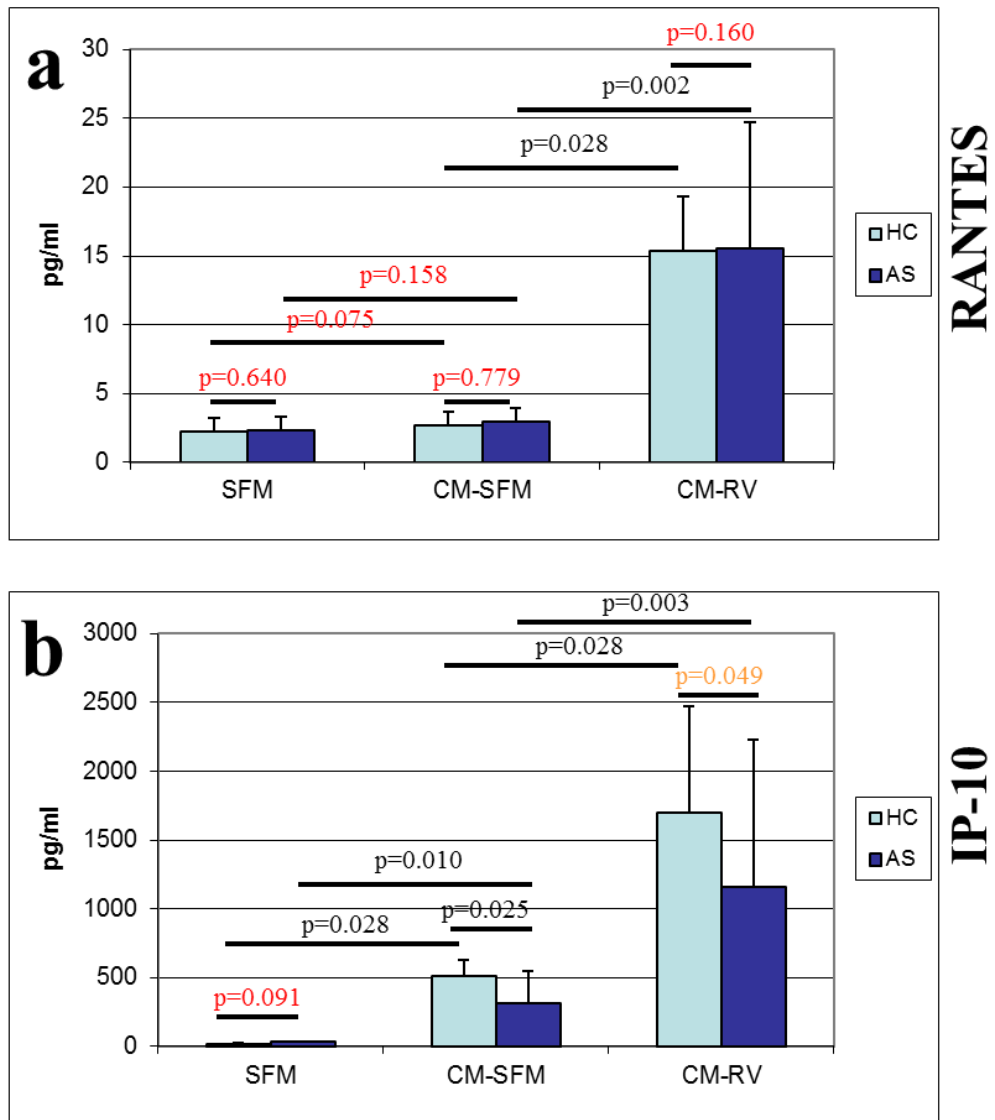 a
p=0.160
30
p=0.002
25
p=0.028
20
15
p=0.158
p=0.075
10
p=0.640 p=0.779
5
0
pg/ml
SFM CM-SFM CM-RV
HC
AS
RANTES
b
p=0.003
3000
p=0.028
p=0.049
2500
2000
1500
p=0.010
1000
p=0.025
p=0.028
500
p=0.091
0
pg/ml
SFM CM-SFM CM-RV
HC
AS
IP-10